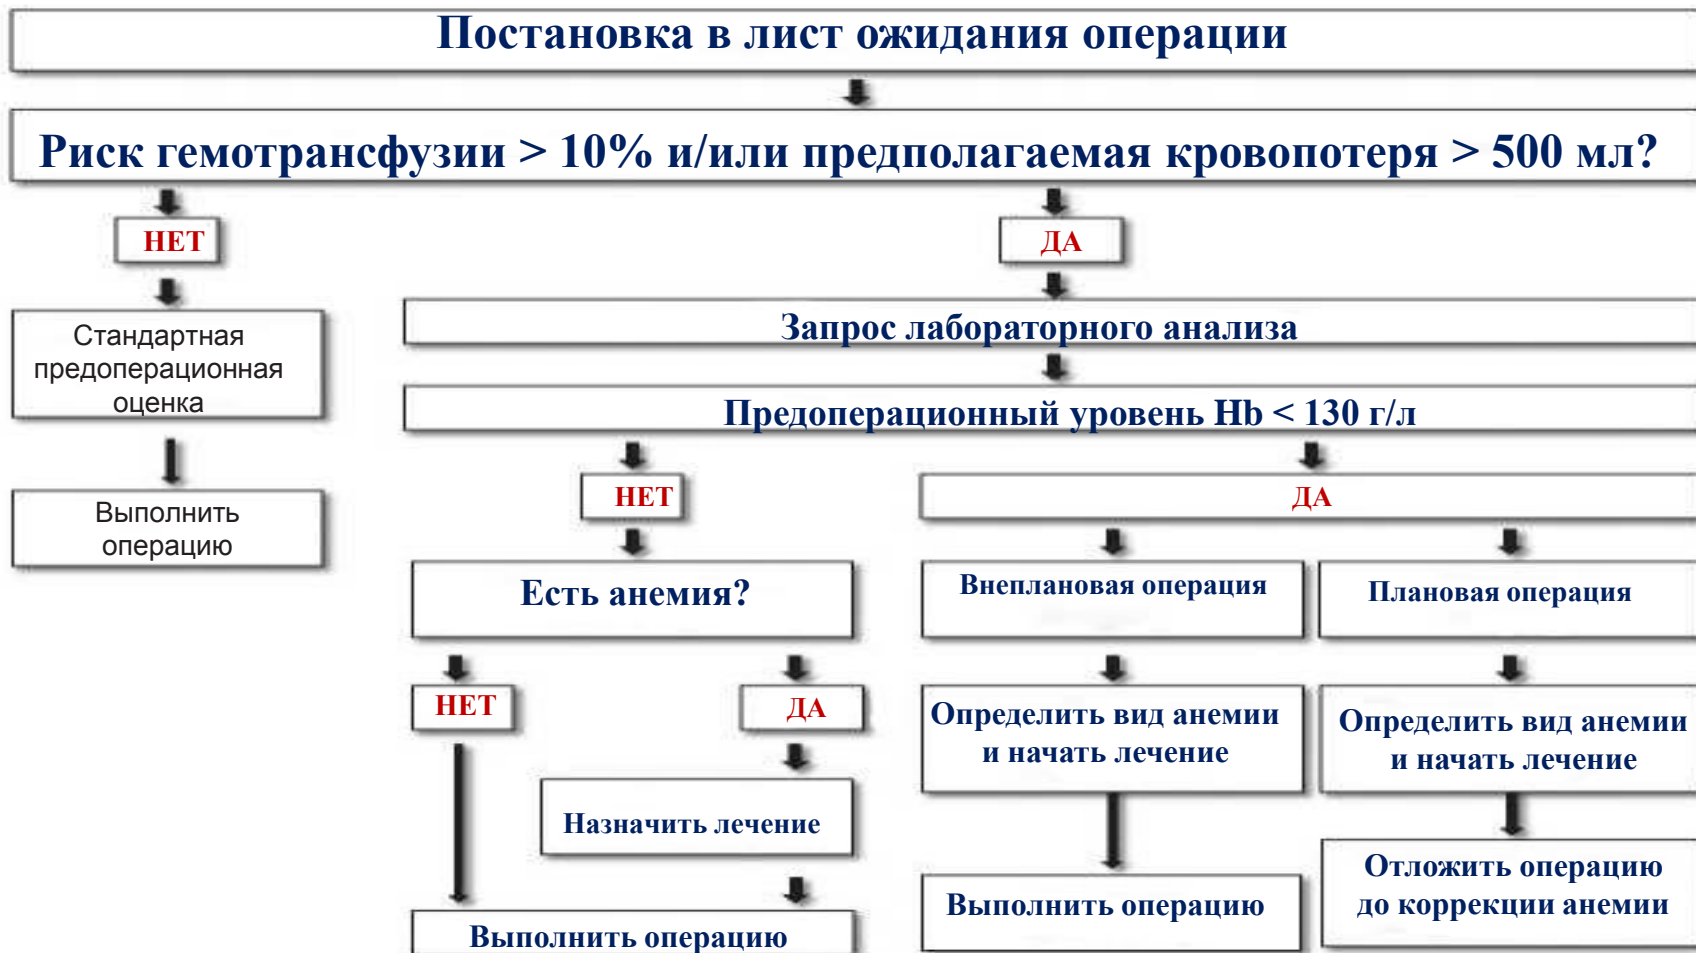 Постановка в лист ожидания операции
Риск гемотрансфузии > 10% и/или предполагаемая кровопотеря > 500 мл?
НЕТ
ДА
Стандартная
предоперационная
оценка
Выполнить
операцию
Запрос лабораторного анализа
Предоперационный уровень Hb < 130 г/л
НЕТ
ДА
Есть анемия?
НЕТ
ДА
Назначить лечение
Выполнить операцию
Внеплановая операция
Определить вид анемии
и начать лечение
Выполнить операцию
Плановая операция
Определить вид анемии
и начать лечение
Отложить операцию
до коррекции анемии